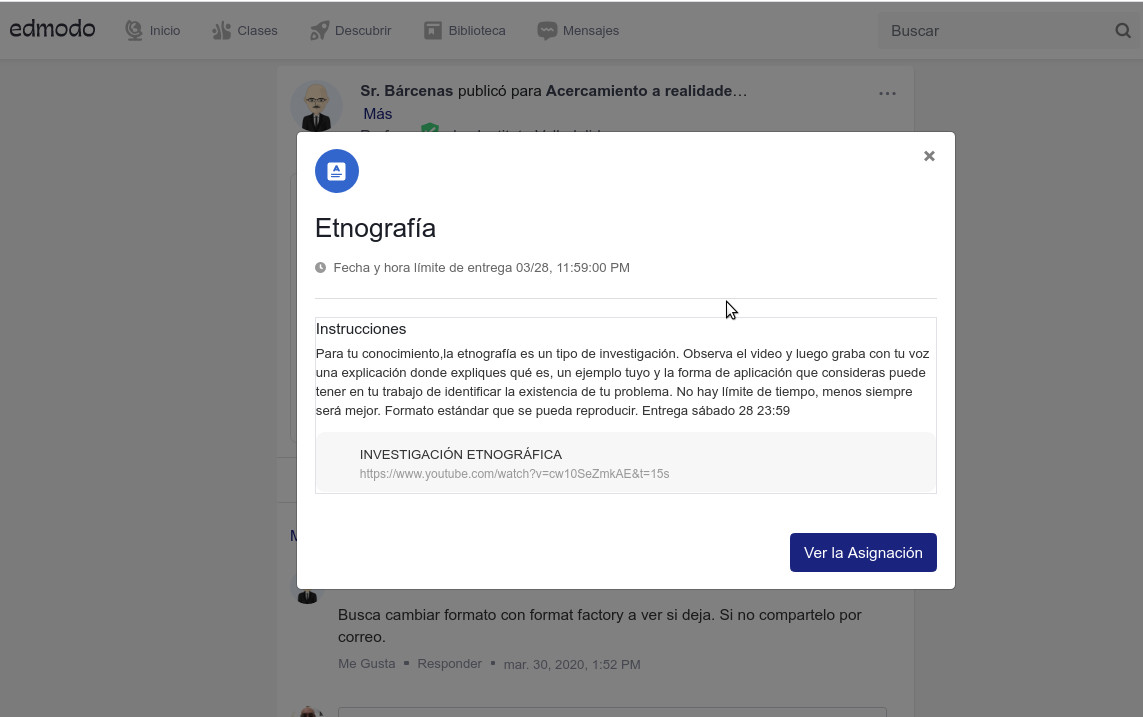 edmodo Inicio Clases Descubrir Biblioteca Mensajes Buscar
Sr. Bárcenas publicó para Acercamiento a realidade...
Más
Etnografía
Fecha y hora límite de entrega 03/28, 11:59:00 PM
Instrucciones
Para tu conocimiento,la etnografía es un tipo de investigación. Observa el video y luego graba con tu voz
una explicación donde expliques qué es, un ejemplo tuyo y la forma de aplicación que consideras puede
tener en tu trabajo de identificar la existencia de tu problema. No hay límite de tiempo, menos siempre
será mejor. Formato estándar que se pueda reproducir. Entrega sábado 28 23:59
INVESTIGACIÓN ETNOGRÁFICA
https://www.youtube.com/watch?v=cw10SeZmkAE&t=15s
Ver la Asignación
Busca cambiar formato con format factory a ver si deja. Si no compartelo por
correo.
Me Gusta Responder mar. 30, 2020, 1:52 PM